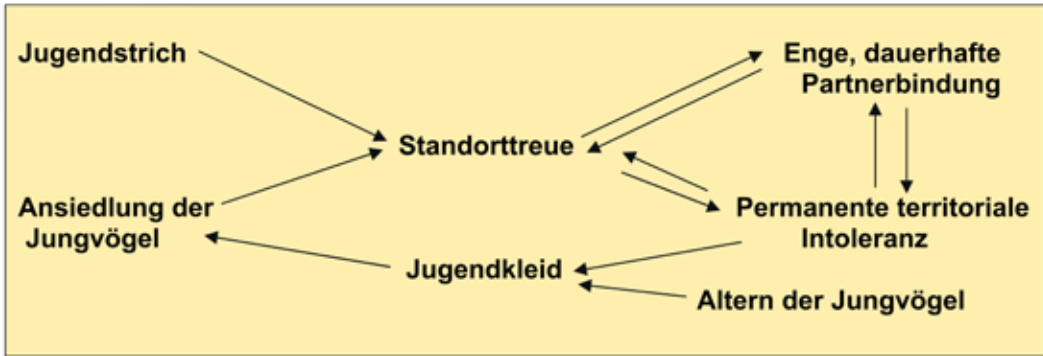 Jugendstrich
Enge, dauerhafte
Partnerbindung
Standorttreue
Ansiedlung der
Jungvögel
Permanente territoriale
Intoleranz
Jugendkleid
Altern der Jungvögel